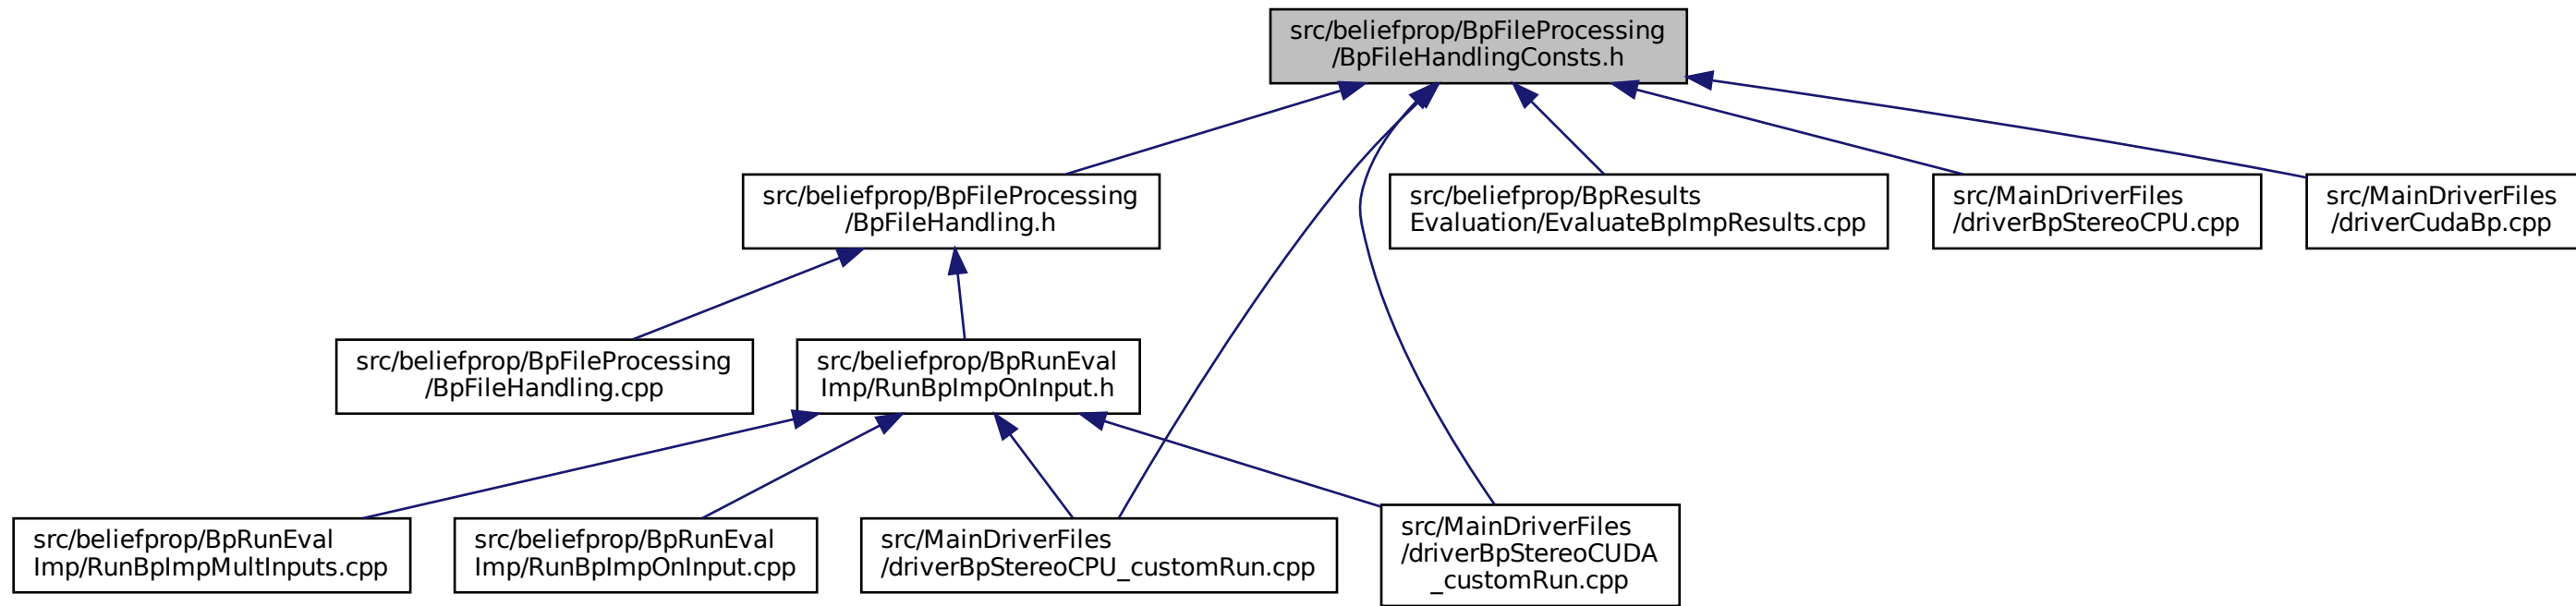 src/beliefprop/BpFileProcessing
/BpFileHandlingConsts.h
src/beliefprop/BpFileProcessing
/BpFileHandling.h
src/beliefprop/BpResults
Evaluation/EvaluateBpImpResults.cpp
src/MainDriverFiles
/driverBpStereoCPU.cpp
src/MainDriverFiles
/driverCudaBp.cpp
src/beliefprop/BpFileProcessing
/BpFileHandling.cpp
src/beliefprop/BpRunEval
Imp/RunBpImpOnInput.h
src/beliefprop/BpRunEval
Imp/RunBpImpMultInputs.cpp
src/beliefprop/BpRunEval
Imp/RunBpImpOnInput.cpp
src/MainDriverFiles
/driverBpStereoCPU_customRun.cpp
src/MainDriverFiles
/driverBpStereoCUDA
_customRun.cpp